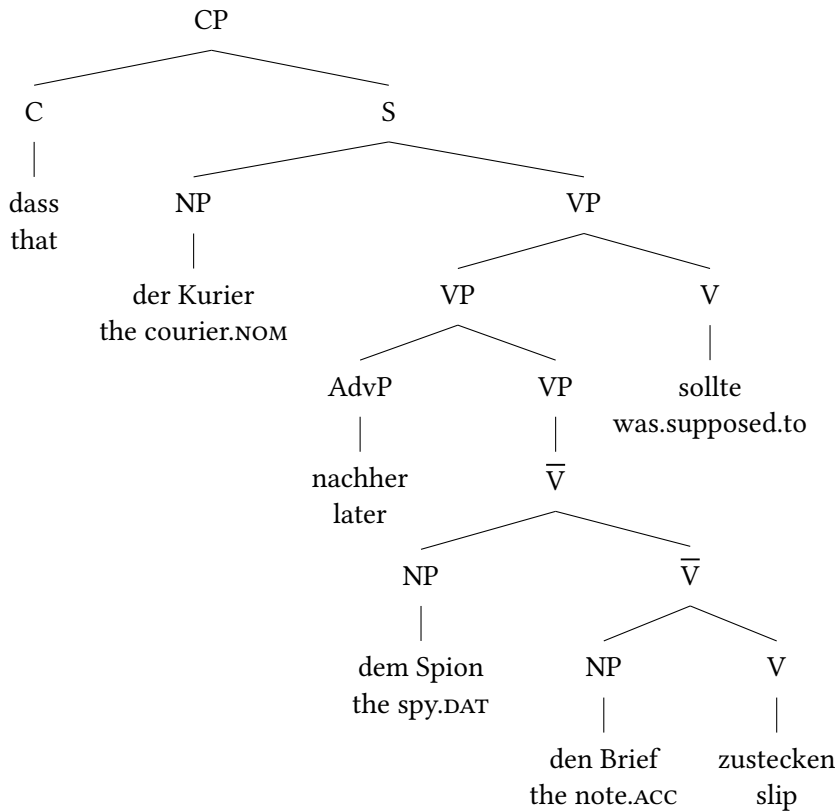 CP
C S
dass NP VP
that
der Kurier VP V
the courier.NOM
AdvP VP sollte
was.supposed.to
nachher V̅
later
NP V̅
dem Spion NP V
the spy.DAT
den Brief zustecken
the note.ACC slip